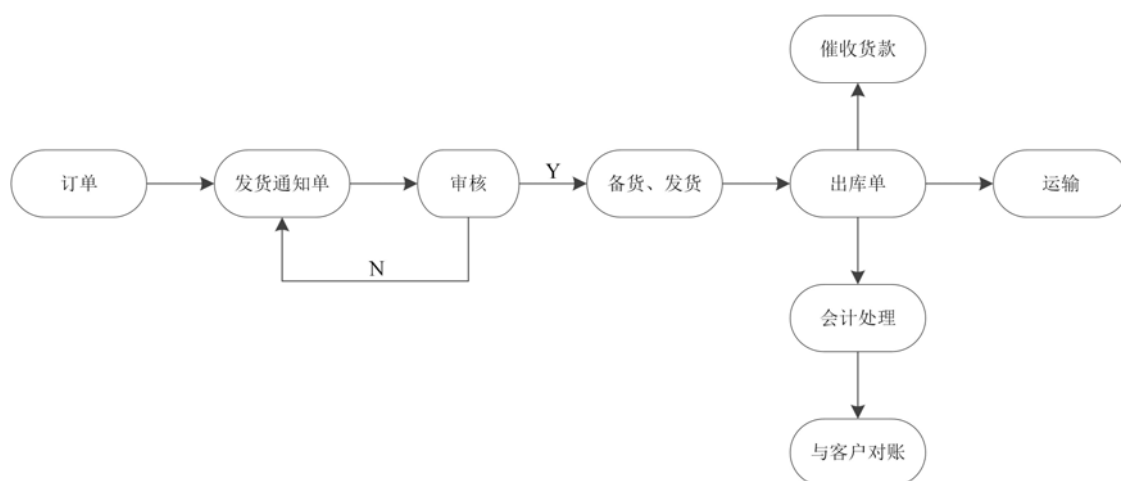 催收货款
订单
发货通知单
审核
Y
备货、发货
出库单
运输
N
会计处理
与客户对账